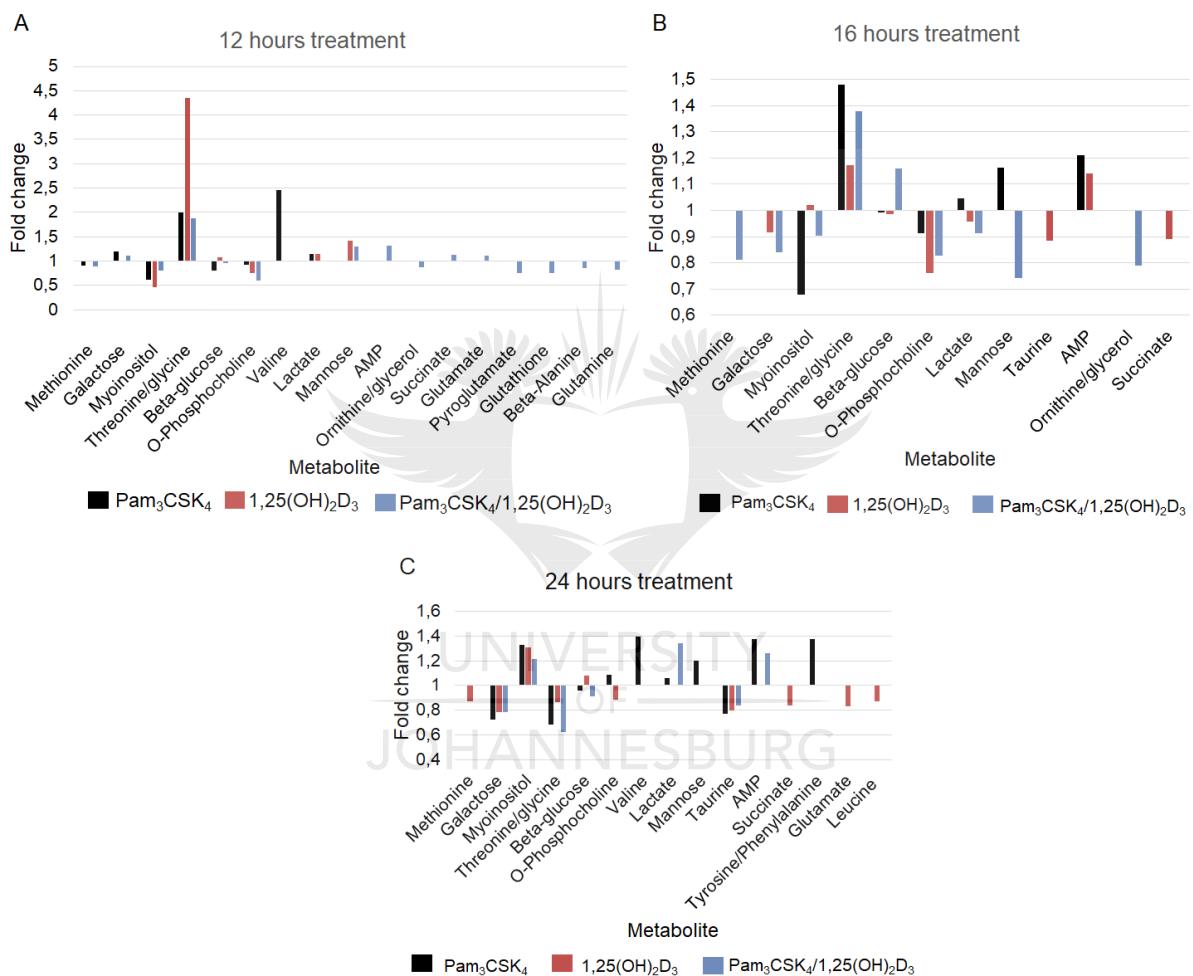 A
12 hours treatment
5
4,5
4
3,5
3
2,5
2
1,5
1
0,5
0
Fold change
Methionine
Galactose
Myoinositol
Threonine/glycine
Beta-glucose
O-Phosphocholine
Valine
Lactate
Mannose
AMP
Ornithine/glycerol
Succinate
Glutamate
Pyroglutamate
Glutathione
Beta-Alanine
Glutamine
Metabolite
Pam₃CSK₄ 1,25(OH)₂D₃ Pam₃CSK₄/1,25(OH)₂D₃
B
16 hours treatment
1,5
1,4
1,3
1,2
1,1
1
0,9
0,8
0,7
0,6
Fold change
Methionine
Galactose
Myoinositol
Threonine/glycine
Beta-glucose
O-Phosphocholine
Lactate
Mannose
Taurine
AMP
Ornithine/glycerol
Succinate
Metabolite
Pam₃CSK₄ 1,25(OH)₂D₃ Pam₃CSK₄/1,25(OH)₂D₃
C
24 hours treatment
1,6
1,4
1,2
1
0,8
0,6
0,4
Fold change
UNIVERSITY
OF
JOHANNESBURG
Methionine
Galactose
Myoinositol
Threonine/glycine
Beta-glucose
O-Phosphocholine
Valine
Lactate
Mannose
Taurine
AMP
Succinate
Tyrosine/Phenylalanine
Glutamate
Leucine
Metabolite
Pam₃CSK₄ 1,25(OH)₂D₃ Pam₃CSK₄/1,25(OH)₂D₃